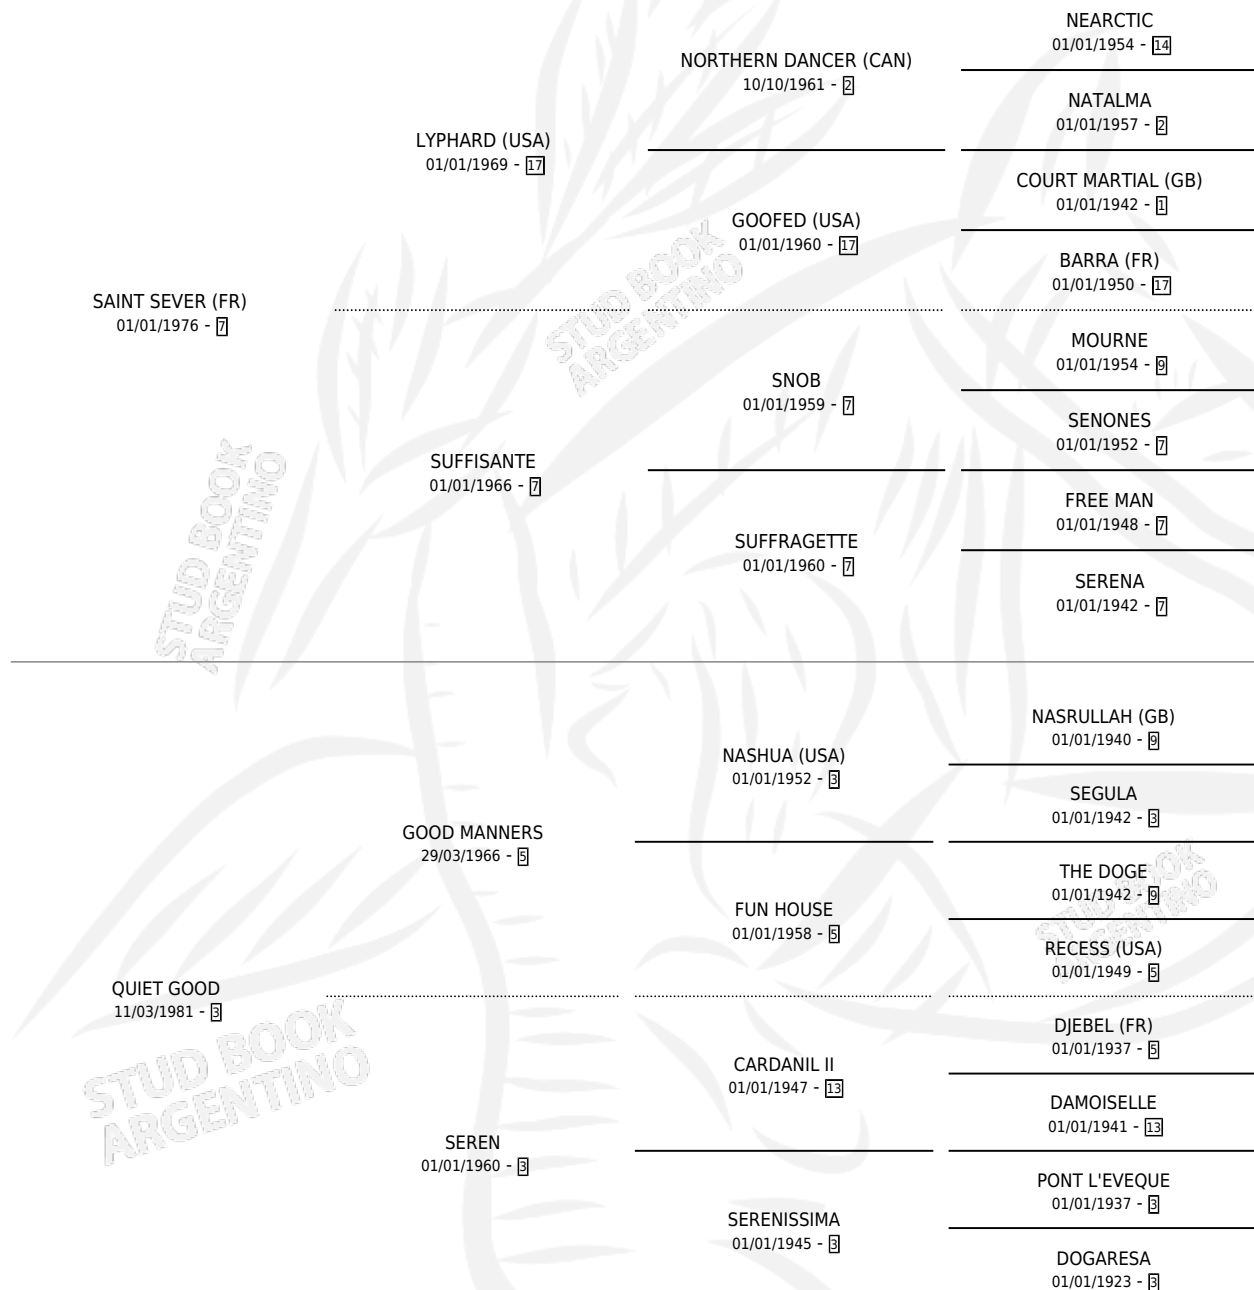 NEARCTIC
01/01/1954 - 14
NORTHERN DANCER (CAN)
10/10/1961 - 2
NATALMA
01/01/1957 - 2
LYPHARD (USA)
01/01/1969 - 17
COURT MARTIAL (GB)
01/01/1942 - 1
GOOFED (USA)
01/01/1960 - 17
BARRA (FR)
01/01/1950 - 17
SAINT SEVER (FR)
01/01/1976 - 7
MOURNE
01/01/1954 - 9
SNOB
01/01/1959 - 7
SENONES
01/01/1952 - 7
SUFFISANTE
01/01/1966 - 7
FREE MAN
01/01/1948 - 7
SUFFRAGETTE
01/01/1960 - 7
SERENA
01/01/1942 - 7
NASRULLAH (GB)
01/01/1940 - 9
NASHUA (USA)
01/01/1952 - 3
SEGULA
01/01/1942 - 3
GOOD MANNERS
29/03/1966 - 5
THE DOGE
01/01/1942 - 9
FUN HOUSE
01/01/1958 - 5
RECESS (USA)
01/01/1949 - 5
QUIET GOOD
11/03/1981 - 3
DJEBEL (FR)
01/01/1937 - 5
CARDANIL II
01/01/1947 - 13
DAMOISELLE
01/01/1941 - 13
SEREN
01/01/1960 - 3
PONT L'EVEQUE
01/01/1937 - 3
SERENISSIMA
01/01/1945 - 3
DOGARESA
01/01/1923 - 3
STUD BOOK
ARGENTINO
STUD BOOK
ARGENTINO
STUD BOOK
ARGENTINO
STUD BOOK
ARGENTINO